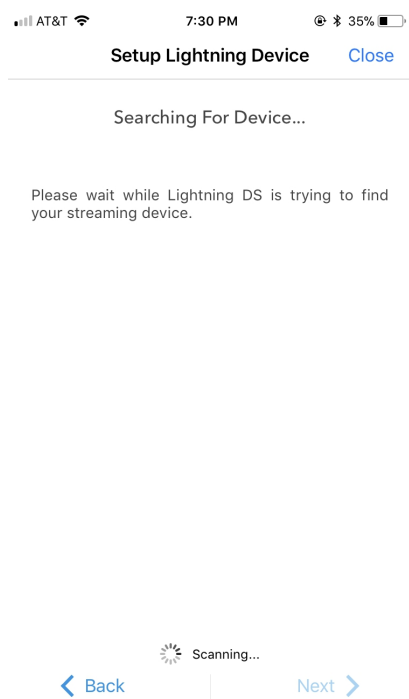 AT&T 7:30 PM 35%
Setup Lightning Device Close
Searching For Device...
Please wait while Lightning DS is trying to find
your streaming device.
Scanning...
Back Next